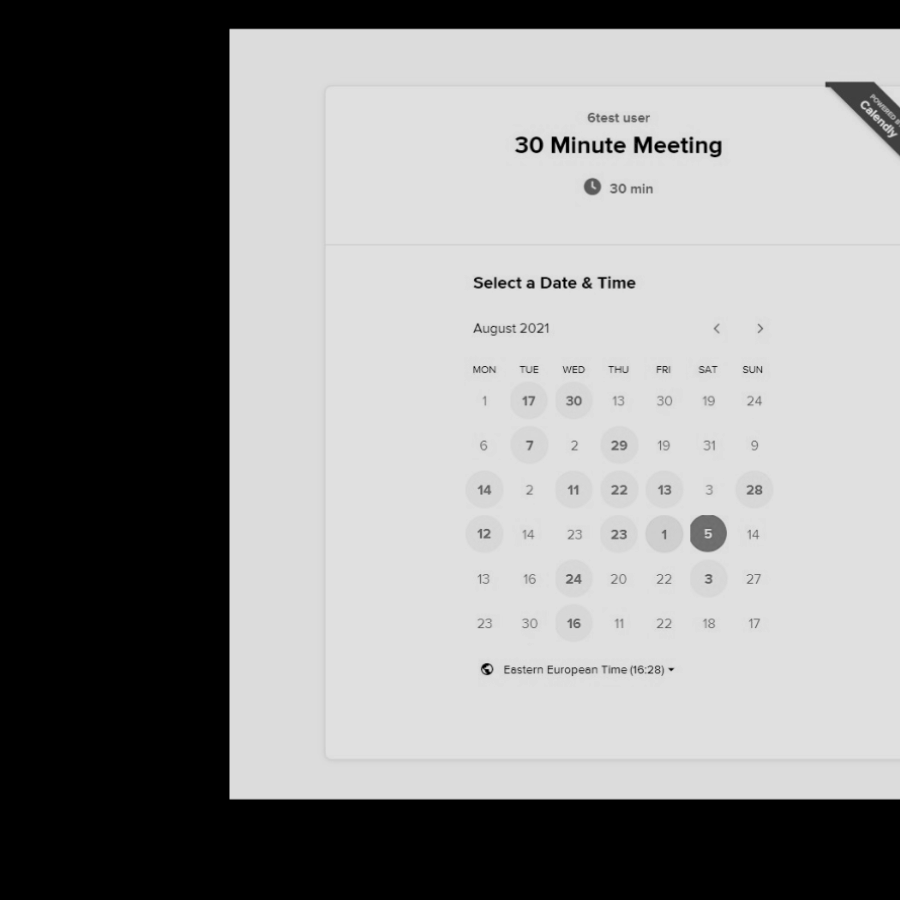 POWERED
Calendly
6test user
30 Minute Meeting
30 min
Select a Date & Time
August 2021
MON TUE WED THU FRI SAT SUN
1 17 30 13 30 19 24
6 7 2 29 19 31 9
14 2 11 22 13 3 28
12 14 23 23 1 5 14
13 16 24 20 22 3 27
23 30 16 11 22 18 17
Eastern European Time (16:28)